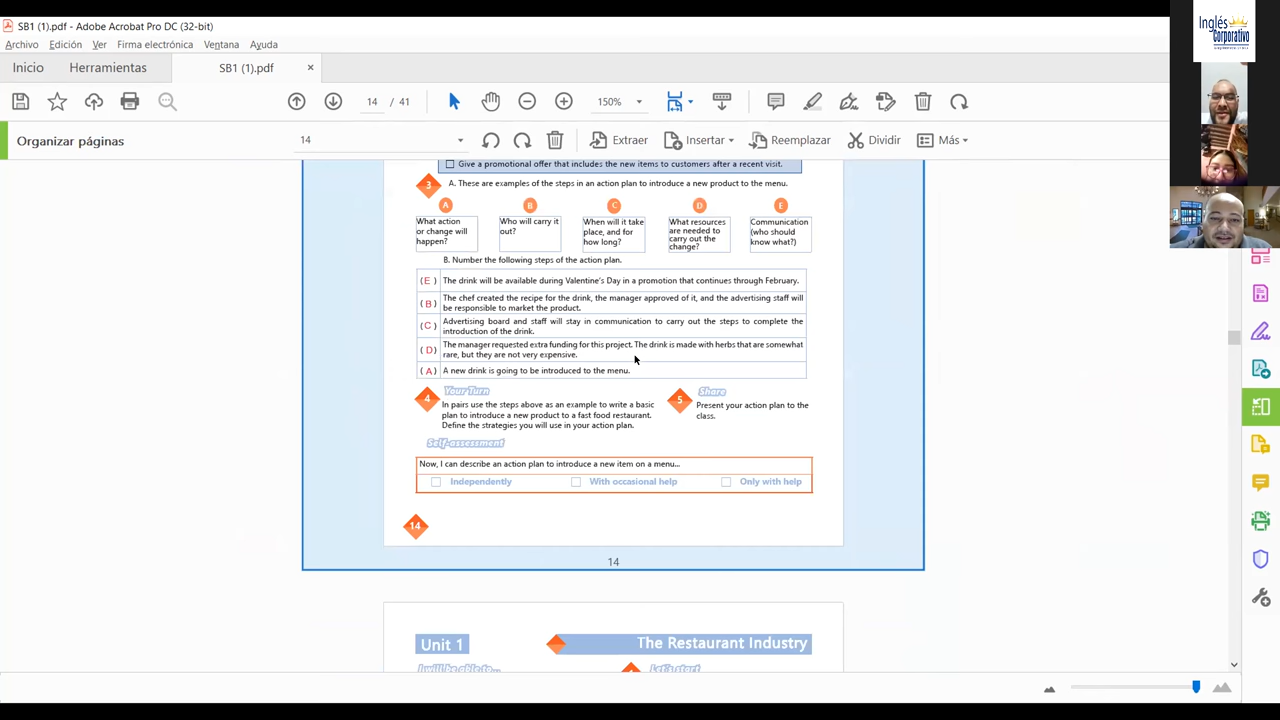 SB1 (1).pdf - Adobe Acrobat Pro DC (32-bit)
Archivo Edición Ver Firma electrónica Ventana Ayuda
Inicio Herramientas SB1 (1).pdf ×
14 / 41 150%
Organizar páginas 14 Extraer Insertar Reemplazar Dividir Más
Give a promotional offer that includes the new items to customers after a recent visit.
3 A. These are examples of the steps in an action plan to introduce a new product to the menu.
A B C D E
What action
or change will
happen?
Who will carry it
out?
When will it take
place, and for
how long?
What resources
are needed to
carry out the
change?
Communication
(who should
know what?)
B. Number the following steps of the action plan.
(E) The drink will be available during Valentine's Day in a promotion that continues through February.
(B) The chef created the recipe for the drink, the manager approved of it, and the advertising staff will
be responsible to market the product.
(C) Advertising board and staff will stay in communication to carry out the steps to complete the
introduction of the drink.
(D) The manager requested extra funding for this project. The drink is made with herbs that are somewhat
rare, but they are not very expensive.
(A) A new drink is going to be introduced to the menu.
4 Your Turn
In pairs use the steps above as an example to write a basic
plan to introduce a new product to a fast food restaurant.
Define the strategies you will use in your action plan.
5 Share
Present your action plan to the
class.
Self-assessment
Now, I can describe an action plan to introduce a new item on a menu...
Independently With occasional help Only with help
14
14
Unit 1 The Restaurant Industry
I will be able to... Let's start
Inglés
Corporativo